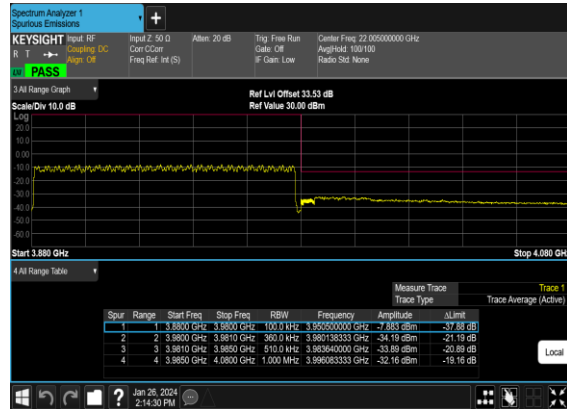 Spectrum Analyzer 1
Spurious Emissions
+
KEYSIGHT Input: RF Input Z: 50 Ω Atten: 20 dB Trig: Free Run Center Freq: 22.005000000 GHz
R T Coupling: DC Corr CCorr Gate: Off Avg|Hold: 100/100
Align: Off Freq Ref: Int (S) IF Gain: Low Radio Std: None
PASS
3 All Range Graph
Ref Lvl Offset 33.53 dB
Scale/Div 10.0 dB Ref Value 30.00 dBm
Log
20.0
10.0
0.00
-10.0
-20.0
-30.0
-40.0
-50.0
-60.0
Start 3.880 GHz Stop 4.080 GH
4 All Range Table
Measure Trace Trace 1
Trace Type Trace Average (Active)
Spur Range Start Freq Stop Freq RBW Frequency Amplitude ΔLimit
1 1 3.8800 GHz 3.9800 GHz 100.0 kHz 3.950500000 GHz -7.883 dBm -37.88 dB
2 2 3.9800 GHz 3.9810 GHz 360.0 kHz 3.980138333 GHz -34.19 dBm -21.19 dB
3 3 3.9810 GHz 3.9850 GHz 510.0 kHz 3.983640000 GHz -33.89 dBm -20.89 dB
4 4 3.9850 GHz 4.0800 GHz 1.000 MHz 3.996083333 GHz -32.16 dBm -19.16 dB
Local
? Jan 26, 2024
2:14:30 PM